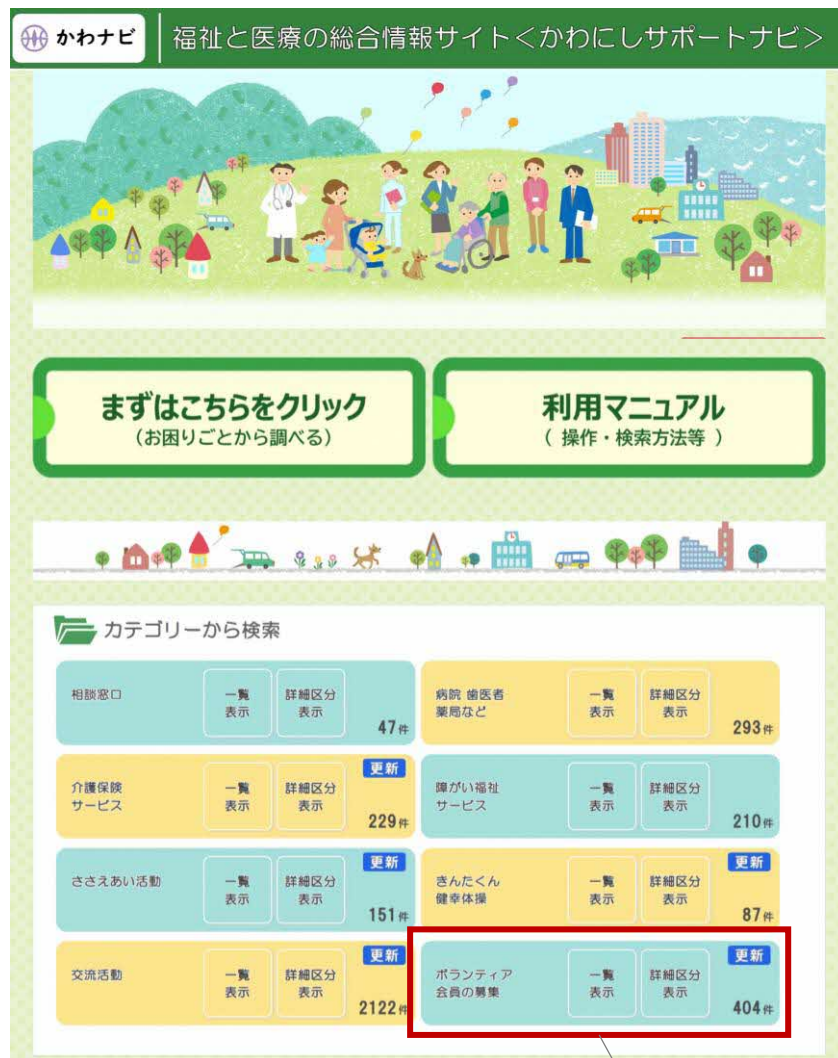 かわナビ
福祉と医療の総合情報サイト<かわにしサポートナビ>
まずはこちらをクリック
(お困りごとから調べる)
利用マニュアル
( 操作・検索方法等 )
カテゴリーから検索
相談窓口
一覧
表示
詳細区分
表示
47件
病院 歯医者
薬局など
一覧
表示
詳細区分
表示
293件
介護保険
サービス
一覧
表示
詳細区分
表示
更新
229件
障がい福祉
サービス
一覧
表示
詳細区分
表示
210件
ささえあい活動
一覧
表示
詳細区分
表示
更新
151件
きんたくん
健幸体操
一覧
表示
詳細区分
表示
更新
87件
交流活動
一覧
表示
詳細区分
表示
更新
2122件
ボランティア
会員の募集
一覧
表示
詳細区分
表示
更新
404件